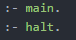 :- main.
:- halt.